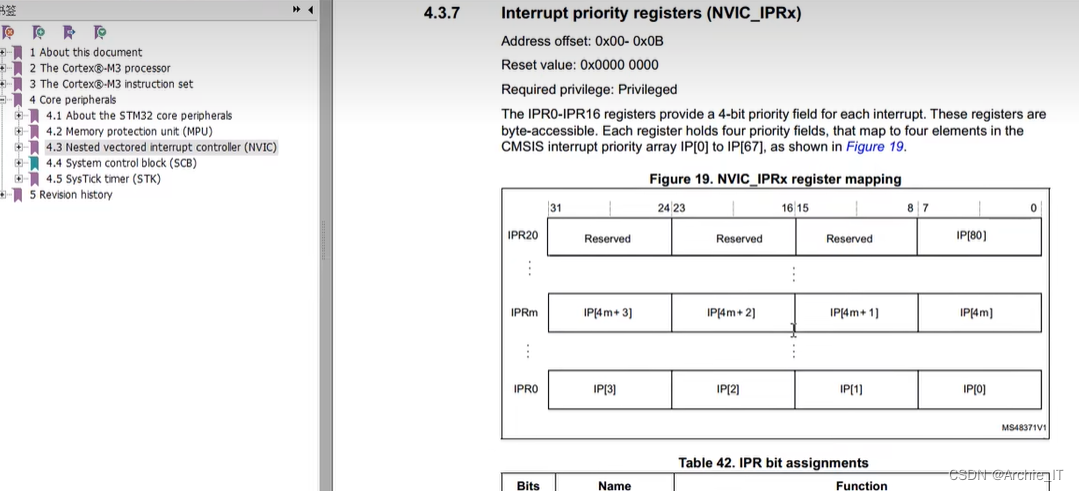 书签
1 About this document
2 The Cortex®-M3 processor
3 The Cortex®-M3 instruction set
4 Core peripherals
4.1 About the STM32 core peripherals
4.2 Memory protection unit (MPU)
4.3 Nested vectored interrupt controller (NVIC)
4.4 System control block (SCB)
4.5 SysTick timer (STK)
5 Revision history
4.3.7 Interrupt priority registers (NVIC_IPRx)
Address offset: 0x00- 0x0B
Reset value: 0x0000 0000
Required privilege: Privileged
The IPR0-IPR16 registers provide a 4-bit priority field for each interrupt. These registers are
byte-accessible. Each register holds four priority fields, that map to four elements in the
CMSIS interrupt priority array IP[0] to IP[67], as shown in Figure 19.
Figure 19. NVIC_IPRx register mapping
31 24 23 16 15 8 7 0
IPR20 Reserved Reserved Reserved IP[80]
IPRm IP[4m+3] IP[4m+2] IP[4m+1] IP[4m]
IPR0 IP[3] IP[2] IP[1] IP[0]
MS48371V1
Table 42. IPR bit assignments
Bits Name Function
CSDN @Archie_IT